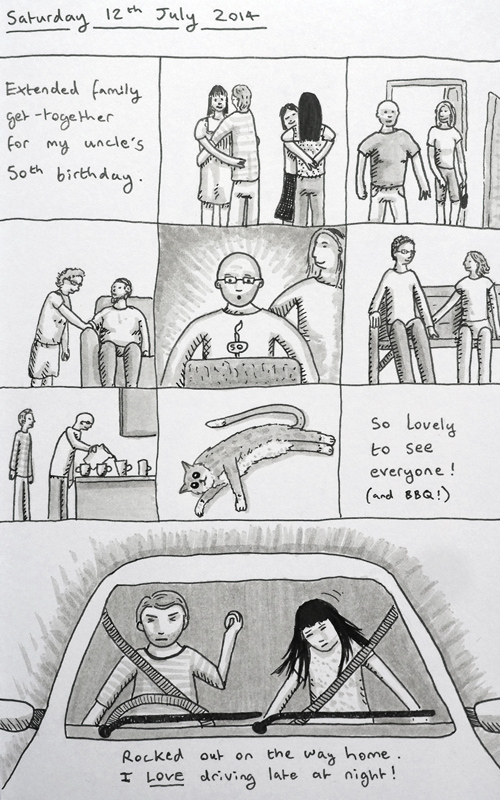 Saturday 12th July 2014
Extended family
get-together
for my uncle's
50th birthday.
50
So lovely
to see
everyone!
(and BBQ!)
Rocked out on the way home.
I LOVE driving late at night!